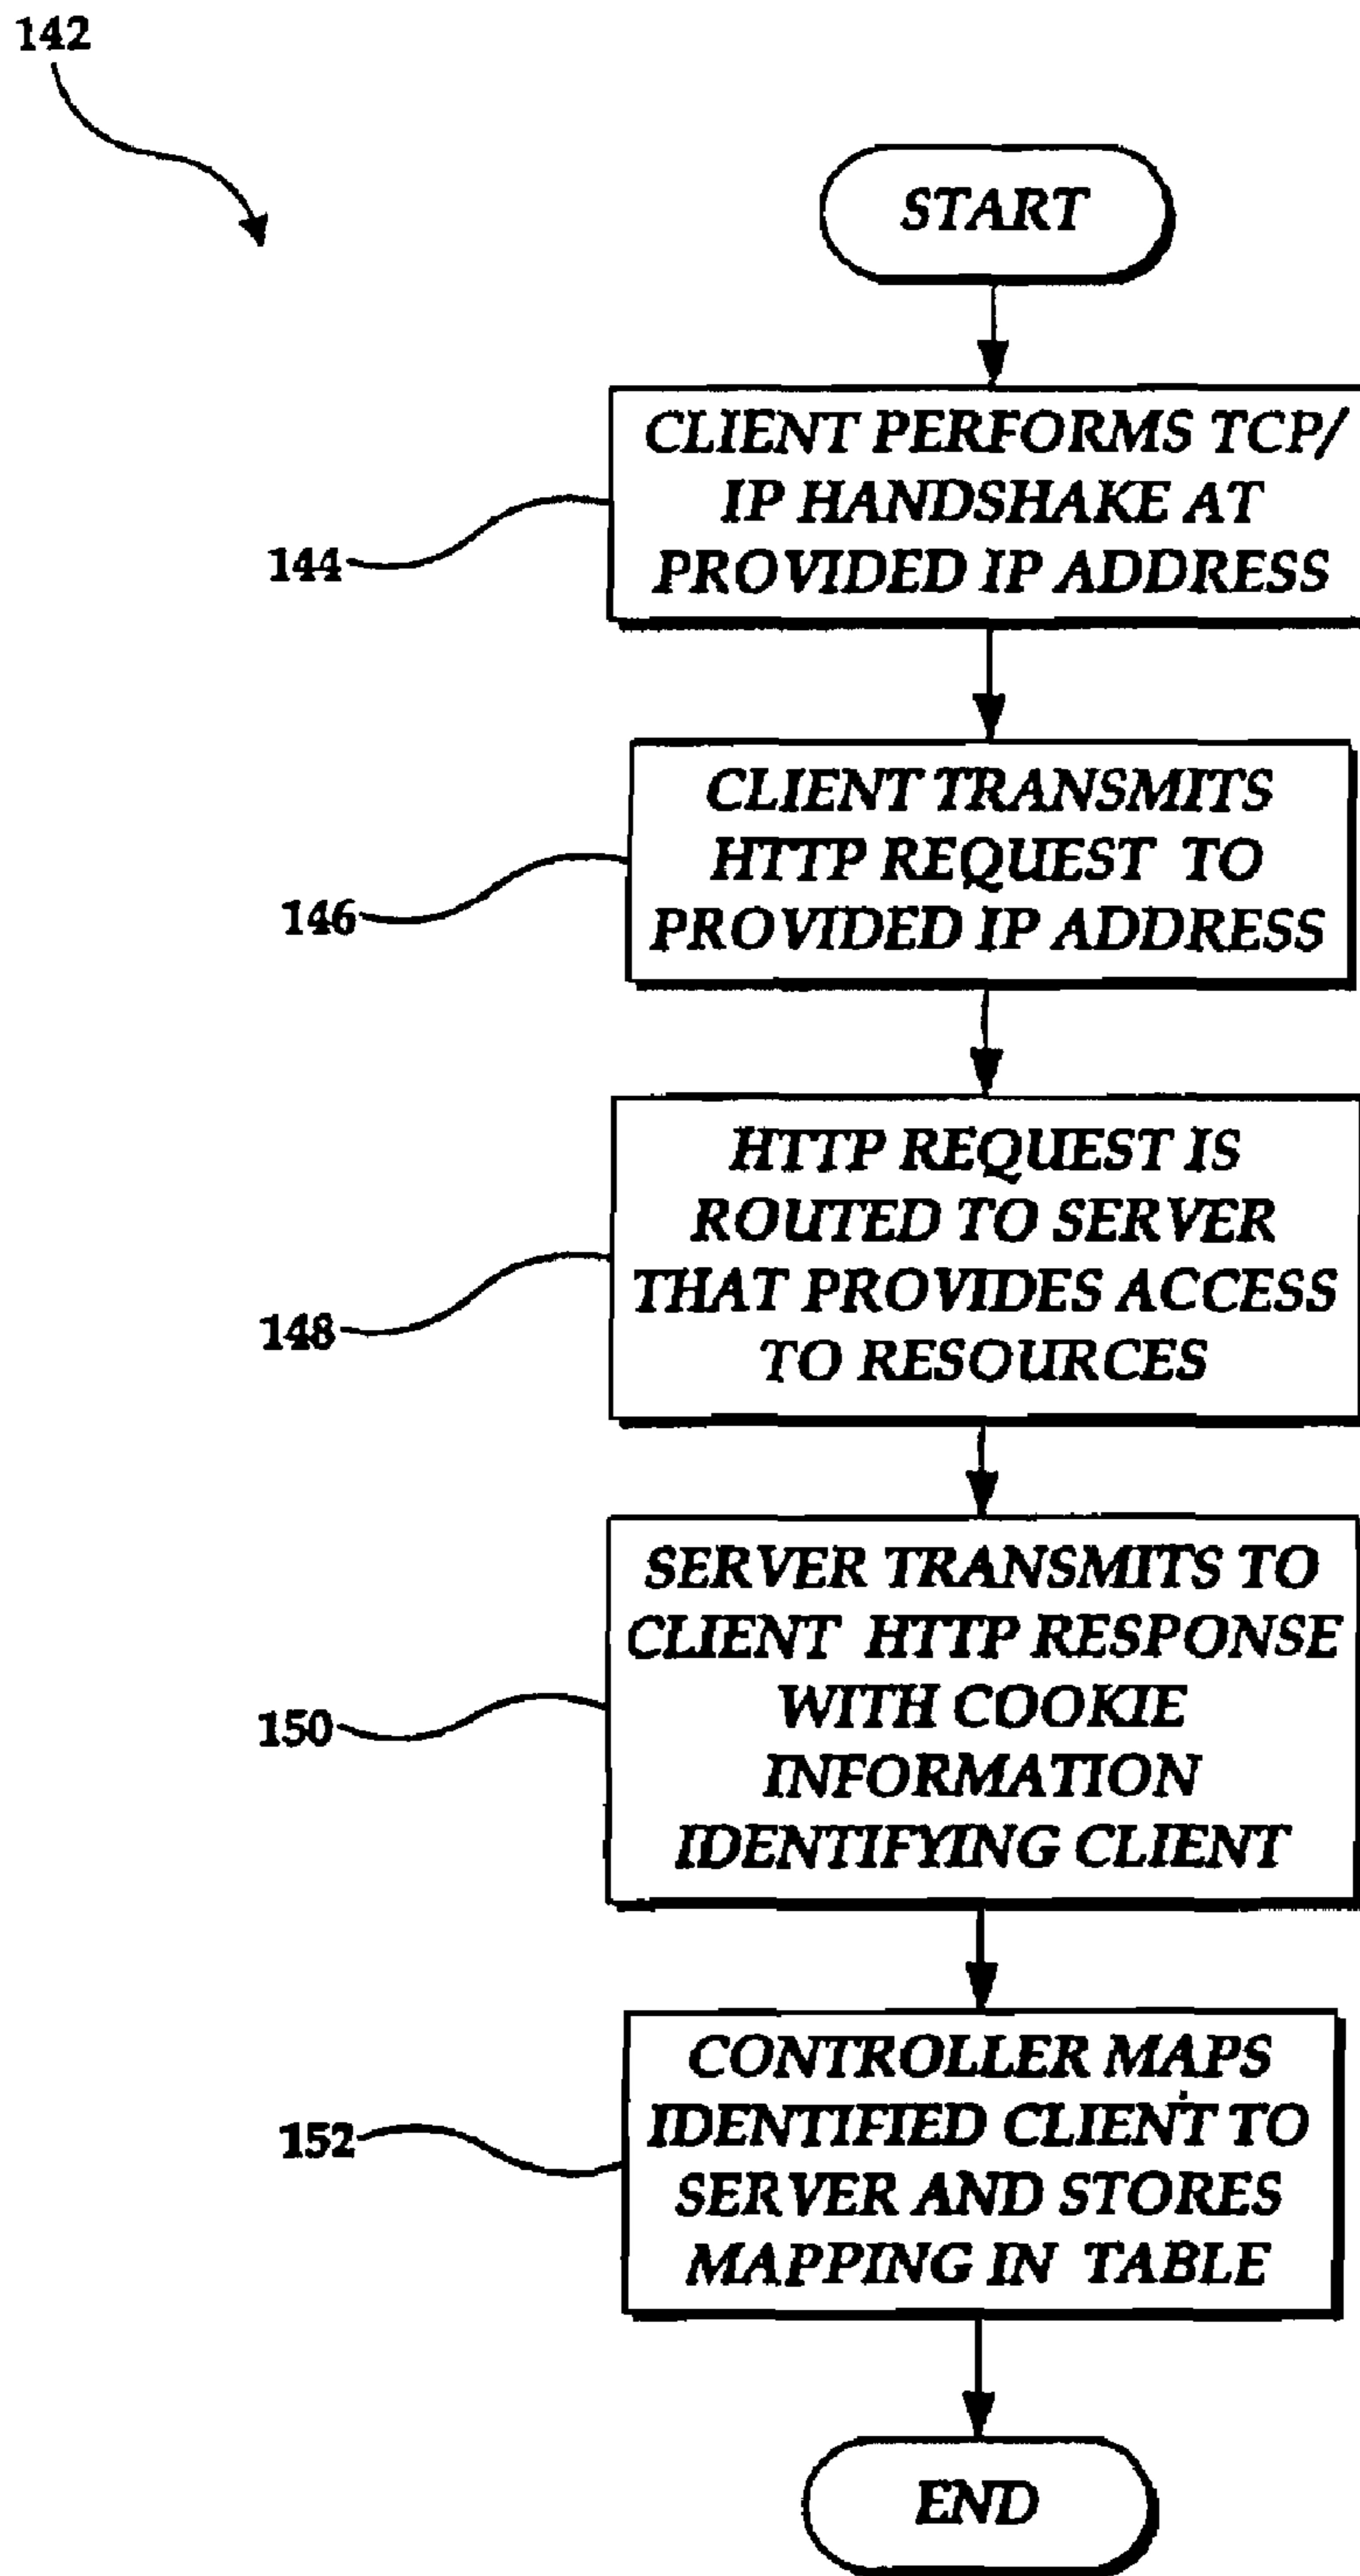 142
START
CLIENT PERFORMS TCP/
IP HANDSHAKE AT
PROVIDED IP ADDRESS
144
CLIENT TRANSMITS
HTTP REQUEST TO
PROVIDED IP ADDRESS
146
HTTP REQUEST IS
ROUTED TO SERVER
THAT PROVIDES ACCESS
TO RESOURCES
148
SERVER TRANSMITS TO
CLIENT HTTP RESPONSE
WITH COOKIE
INFORMATION
IDENTIFYING CLIENT
150
CONTROLLER MAPS
IDENTIFIED CLIENT TO
SERVER AND STORES
MAPPING IN TABLE
152
END